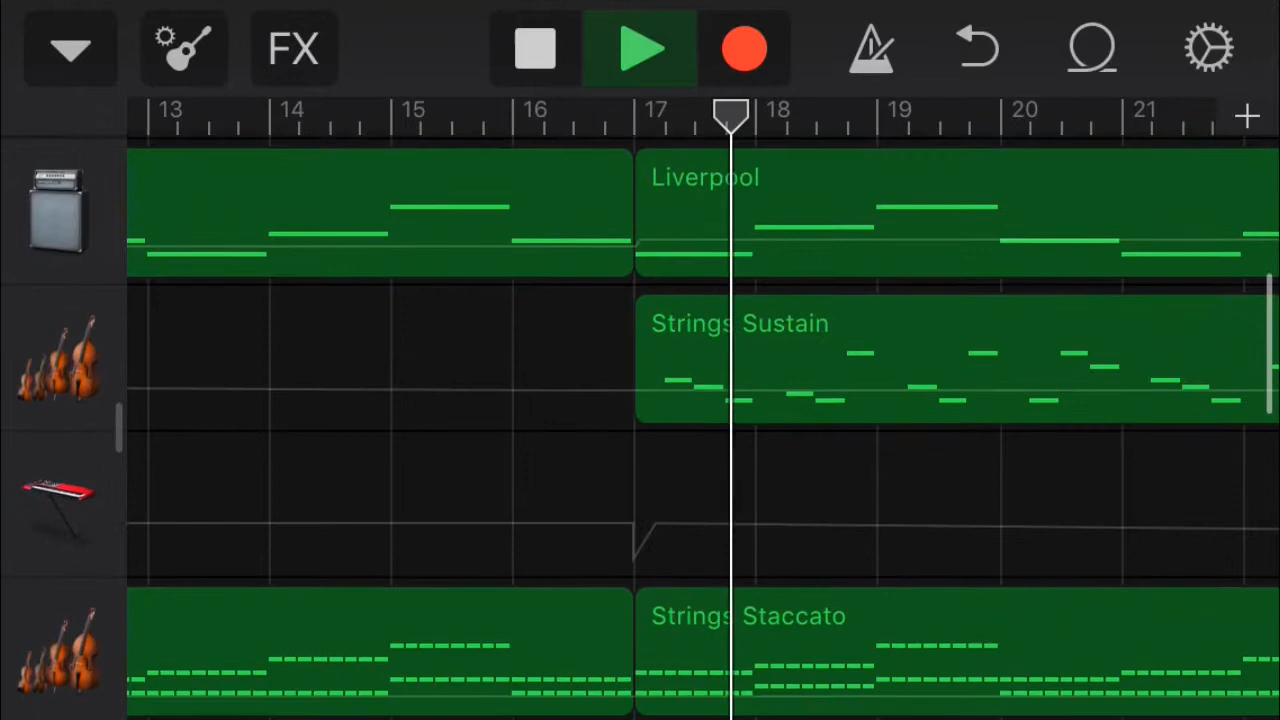 FX
13 14 15 16 17 18 19 20 21
Liverpool
Strings Sustain
Strings Staccato